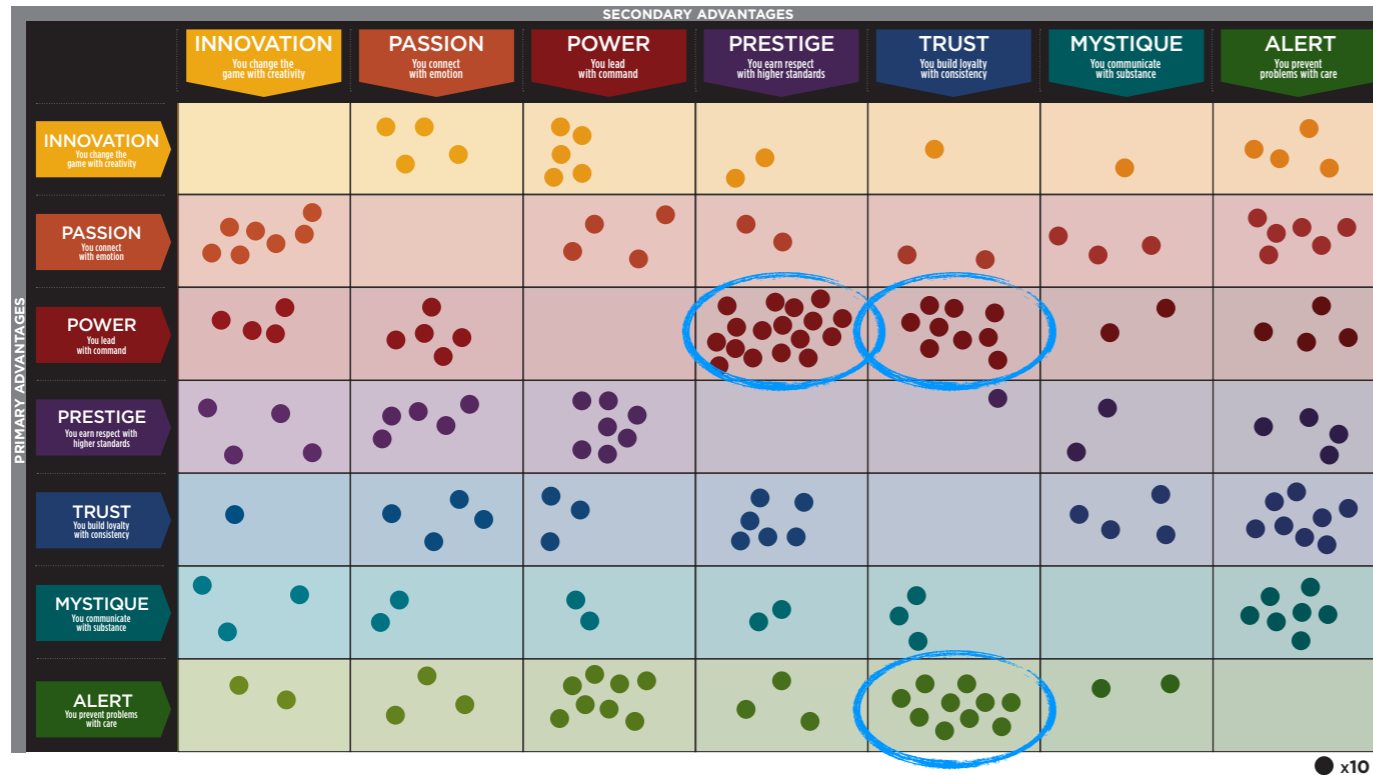 SECONDARY ADVANTAGES
INNOVATION
You change the
game with creativity
PASSION
You connect
with emotion
POWER
You lead
with command
PRESTIGE
You earn respect
with higher standards
TRUST
You build loyalty
with consistency
MYSTIQUE
You communicate
with substance
ALERT
You prevent
problems with care
PRIMARY ADVANTAGES
INNOVATION
You change the
game with creativity
PASSION
You connect
with emotion
POWER
You lead
with command
PRESTIGE
You earn respect with
higher standards
TRUST
You build loyalty
with consistency
MYSTIQUE
You communicate
with substance
ALERT
You prevent problems
with care
x10